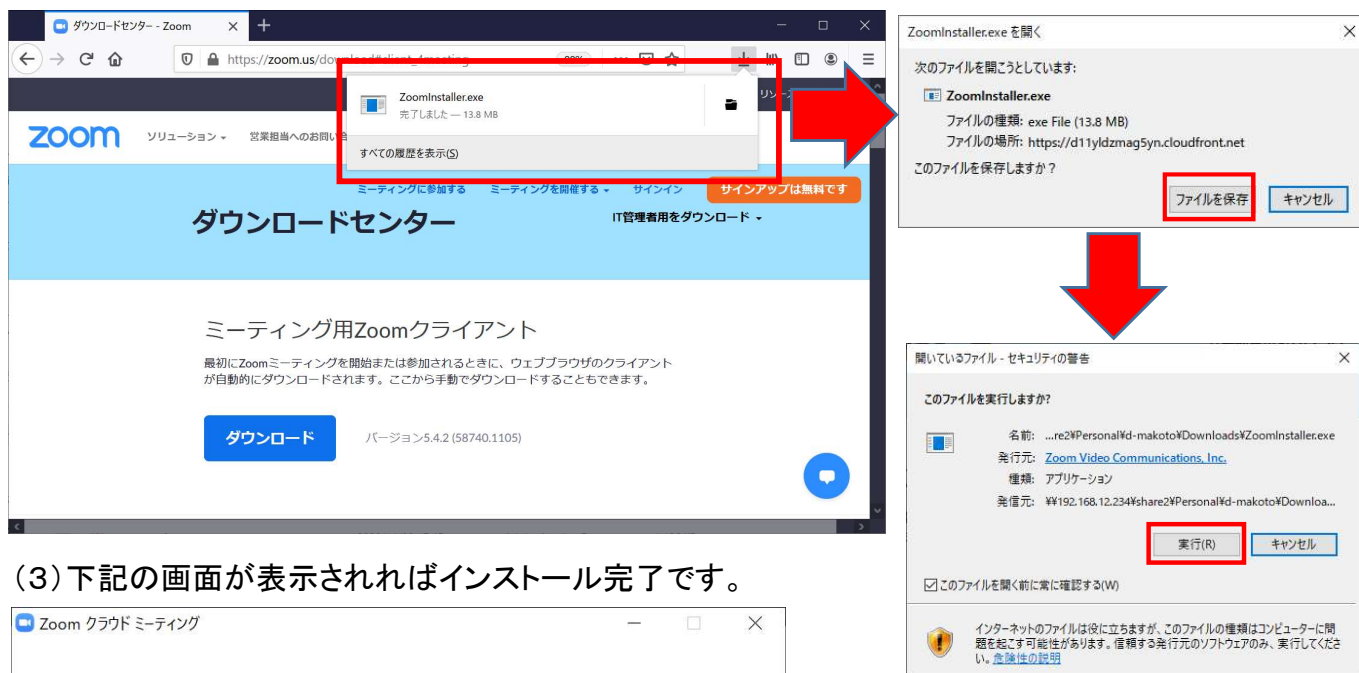 ダウンロードセンター - Zoom
https://zoom.us/download#client_4meeting
ZoomInstaller.exe
完了しました — 13.8 MB
すべての履歴を表示(S)
zoom ソリューション 営業担当へのお問い
ミーティングに参加する ミーティングを開催する サインイン サインアップは無料です
ダウンロードセンター
IT管理者用をダウンロード
ミーティング用Zoomクライアント
最初にZoomミーティングを開始または参加されるときに、ウェブブラウザのクライアント
が自動的にダウンロードされます。ここから手動でダウンロードすることもできます。
ダウンロード バージョン5.4.2 (58740.1105)
ZoomInstaller.exe を開く
次のファイルを開こうとしています:
ZoomInstaller.exe
ファイルの種類: exe File (13.8 MB)
ファイルの場所: https://d11yldzmag5yn.cloudfront.net
このファイルを保存しますか？
ファイルを保存 キャンセル
開いているファイル - セキュリティの警告
このファイルを実行しますか?
名前: ...re2¥Personal¥d-makoto¥Downloads¥ZoomInstaller.exe
発行元: Zoom Video Communications, Inc.
種類: アプリケーション
発信元: ¥¥192.168.12.234¥share2¥Personal¥d-makoto¥Downloa...
実行(R) キャンセル
このファイルを開く前に常に確認する(W)
インターネットのファイルは役に立ちますが、このファイルの種類はコンピューターに問
題を起こす可能性があります。信頼する発行元のソフトウェアのみ、実行してくださ
い。危険性の説明
(3)下記の画面が表示されればインストール完了です。
Zoom クラウド ミーティング